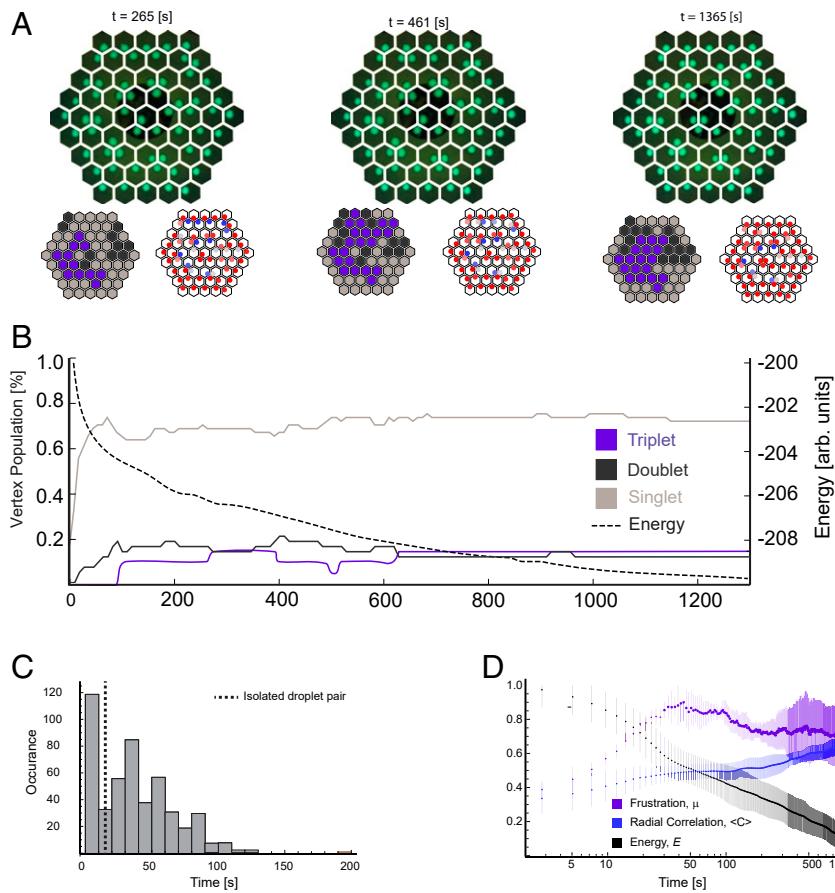 A
t = 265 [s]
t = 461 [s]
t = 1365 [s]
B
Vertex Population [%]
1.0
0.8
0.6
0.4
0.2
0
200
400
600
800
1000
1200
-200
-202
-204
-206
-208
Energy [arb. units]
Triplet
Doublet
Singlet
Energy
C
Occurance
120
100
80
60
40
20
0
50
100
150
200
Time [s]
Isolated droplet pair
D
1.0
0.8
0.6
0.4
0.2
5
10
50
100
500
Time [s]
Frustration, μ
Radial Correlation, <C>
Energy, E